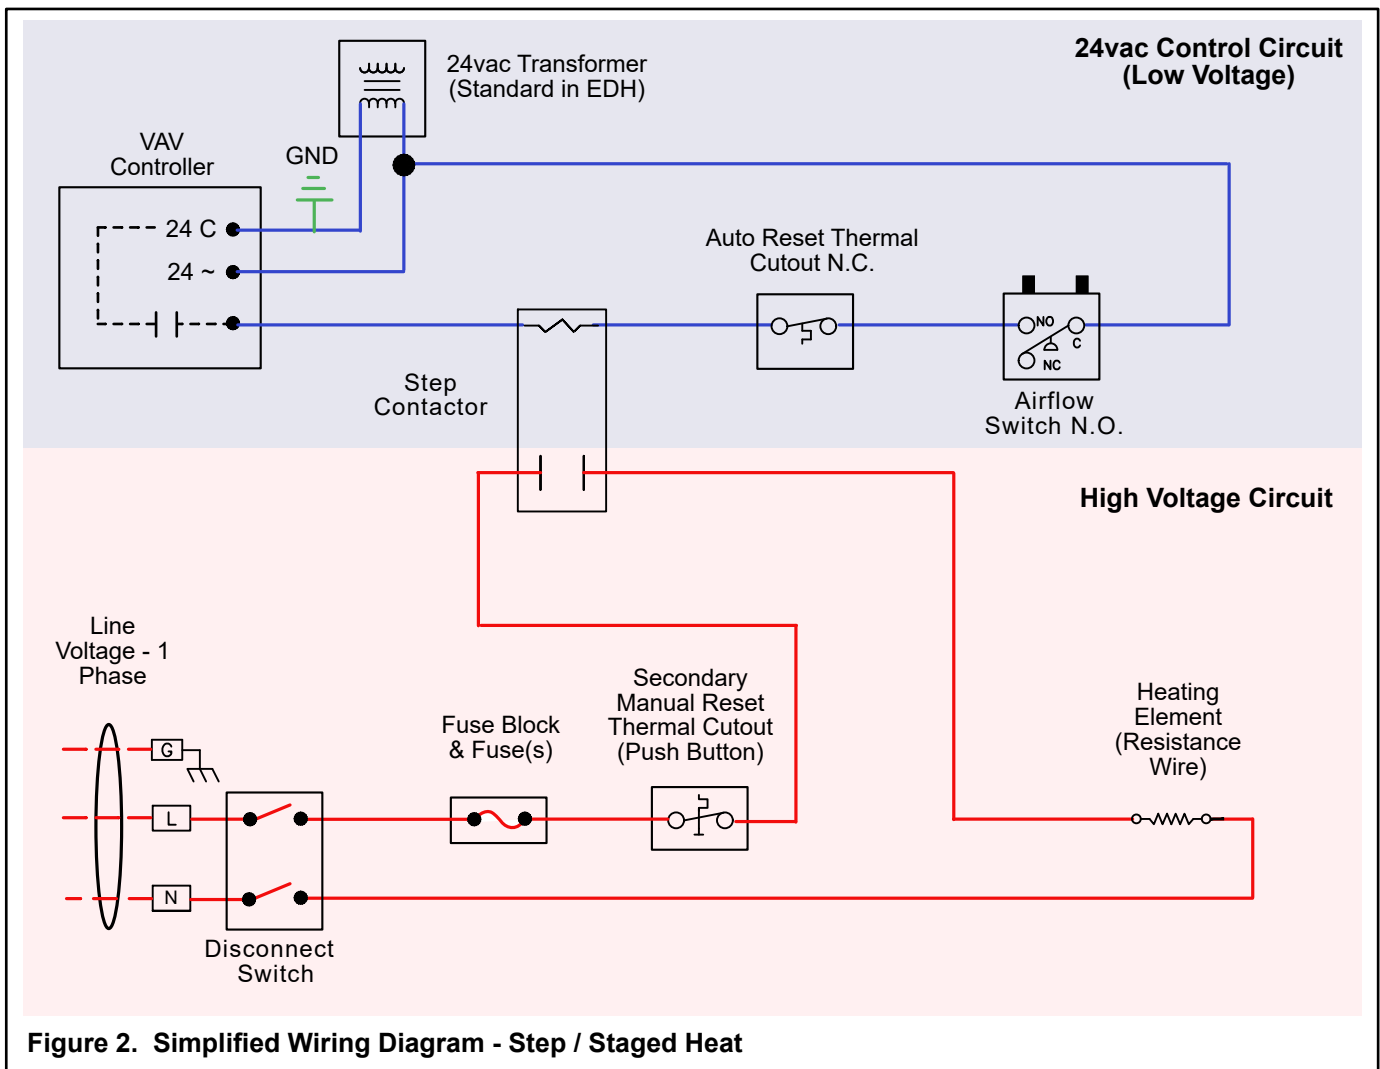 24vac Control Circuit
(Low Voltage)
24vac Transformer
(Standard in EDH)
VAV
Controller
GND
24 C
24 ~
Auto Reset Thermal
Cutout N.C.
NO
C
NC
Airflow
Switch N.O.
Step
Contactor
High Voltage Circuit
Line
Voltage - 1
Phase
G
L
N
Disconnect
Switch
Fuse Block
& Fuse(s)
Secondary
Manual Reset
Thermal Cutout
(Push Button)
Heating
Element
(Resistance
Wire)
Figure 2. Simplified Wiring Diagram - Step / Staged Heat